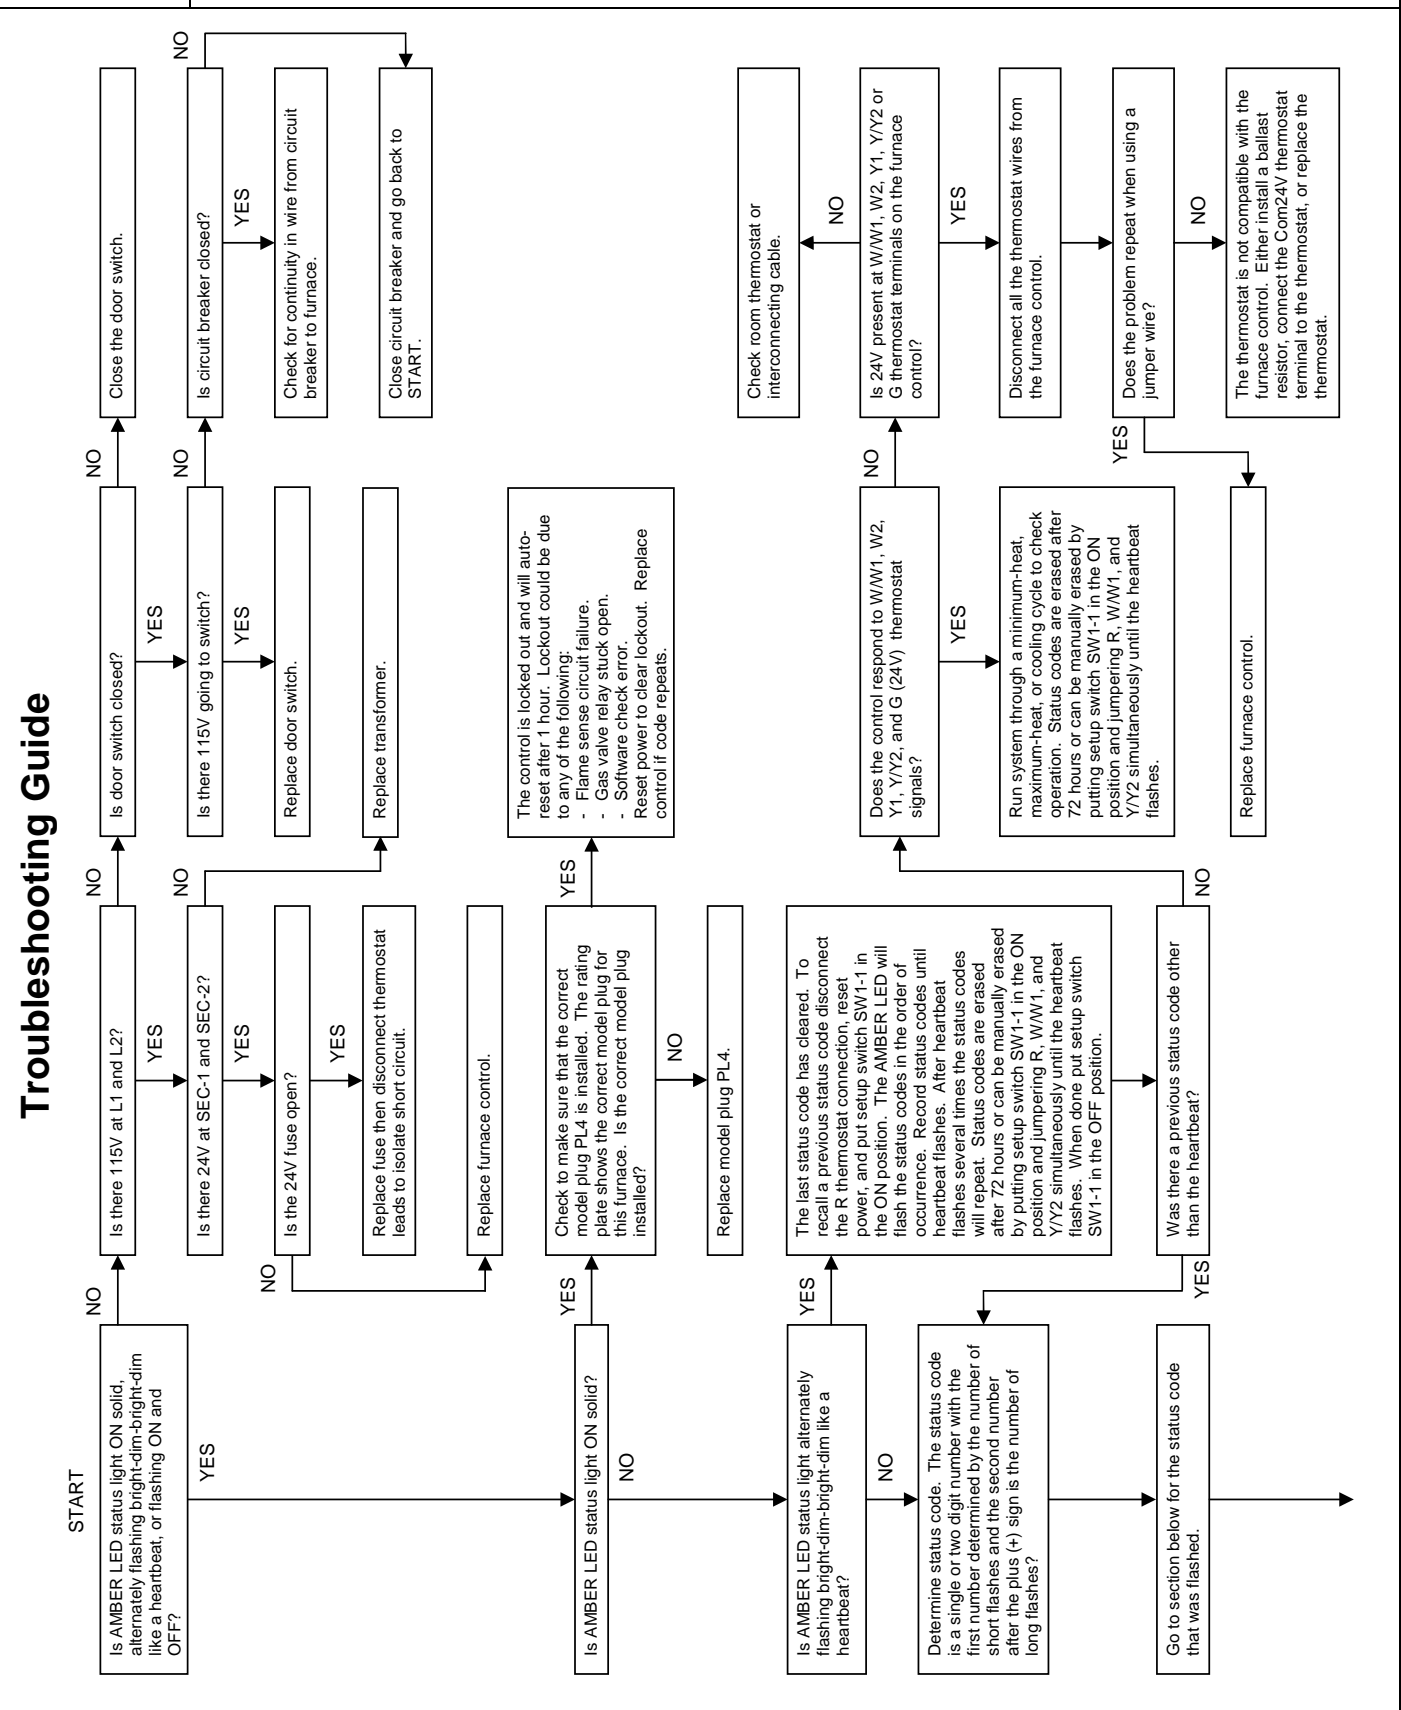 Troubleshooting Guide
START
Is AMBER LED status light ON solid,
alternately flashing bright-dim-bright-dim
like a heartbeat, or flashing ON and
OFF?
NO
YES
Is there 115V at L1 and L2?
NO
YES
Is door switch closed?
NO
YES
Close the door switch.
Is there 24V at SEC-1 and SEC-2?
NO
YES
Is there 115V going to switch?
NO
YES
Is circuit breaker closed?
NO
YES
Is the 24V fuse open?
NO
YES
Replace door switch.
Check for continuity in wire from circuit
breaker to furnace.
Replace fuse then disconnect thermostat
leads to isolate short circuit.
Replace transformer.
Close circuit breaker and go back to
START.
Replace furnace control.
Is AMBER LED status light ON solid?
YES
NO
Check to make sure that the correct
model plug PL4 is installed. The rating
plate shows the correct model plug for
this furnace. Is the correct model plug
installed?
YES
NO
The control is locked out and will auto-
reset after 1 hour. Lockout could be due
to any of the following:
- Flame sense circuit failure.
- Gas valve relay stuck open.
- Software check error.
Reset power to clear lockout. Replace
control if code repeats.
Replace model plug PL4.
Is AMBER LED status light alternately
flashing bright-dim-bright-dim like a
heartbeat?
YES
NO
The last status code has cleared. To
recall a previous status code disconnect
the R thermostat connection, reset
power, and put setup switch SW1-1 in
the ON position. The AMBER LED will
flash the status codes in the order of
occurrence. Record status codes until
heartbeat flashes. After heartbeat
flashes several times the status codes
will repeat. Status codes are erased
after 72 hours or can be manually erased
by putting setup switch SW1-1 in the ON
position and jumpering R, W/W1, and
Y/Y2 simultaneously until the heartbeat
flashes. When done put setup switch
SW1-1 in the OFF position.
Was there a previous status code other
than the heartbeat?
YES
NO
Determine status code. The status code
is a single or two digit number with the
first number determined by the number of
short flashes and the second number
after the plus (+) sign is the number of
long flashes?
Go to section below for the status code
that was flashed.
Does the control respond to W/W1, W2,
Y1, Y/Y2, and G (24V) thermostat
signals?
NO
YES
Run system through a minimum-heat,
maximum-heat, or cooling cycle to check
operation. Status codes are erased after
72 hours or can be manually erased by
putting setup switch SW1-1 in the ON
position and jumpering R, W/W1, and
Y/Y2 simultaneously until the heartbeat
flashes.
Check room thermostat or
interconnecting cable.
NO
Is 24V present at W/W1, W2, Y1, Y/Y2 or
G thermostat terminals on the furnace
control?
YES
Disconnect all the thermostat wires from
the furnace control.
Does the problem repeat when using a
jumper wire?
YES
NO
Replace furnace control.
The thermostat is not compatible with the
furnace control. Either install a ballast
resistor, connect the Com24V thermostat
terminal to the thermostat, or replace the
thermostat.